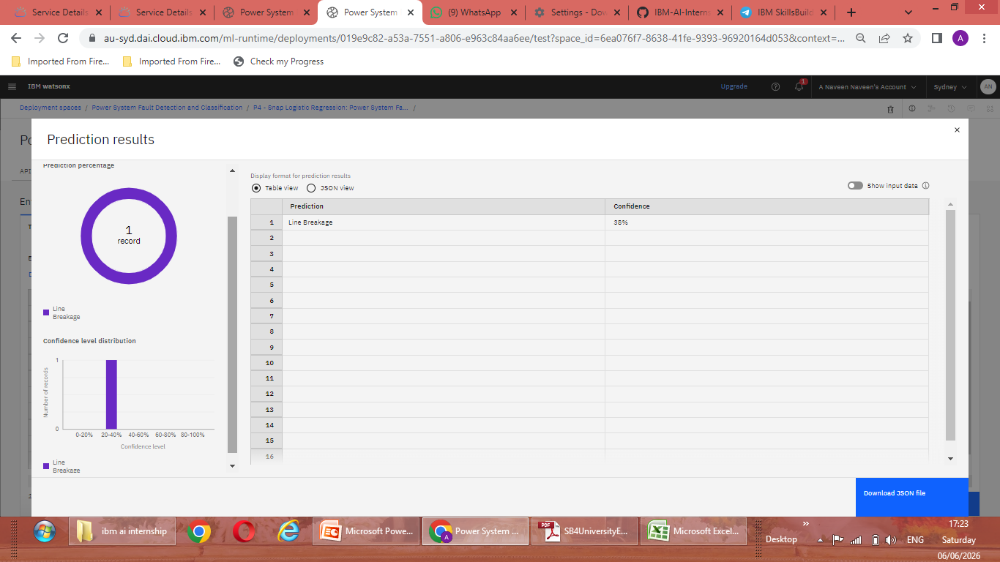 Service Details
Service Details
Power System
Power System
(9) WhatsApp
Settings - Dow
IBM-AI-Interns
IBM SkillsBuild
au-syd.dai.cloud.ibm.com/ml-runtime/deployments/019e9c82-a53a-7551-a806-e963c84aa6ee/test?space_id=6ea076f7-8638-41fe-9393-96920164d053&context=...
A
Imported From Fire...
Imported From Fire...
Check my Progress
IBM watsonx
Upgrade
1
A Naveen Naveen's Account
Sydney
AN
Deployment spaces / Power System Fault Detection and Classification / P4 - Snap Logistic Regression: Power System Fa... /
Po
Prediction results
API
En
Prediction percentage
1
record
Line
Breakage
Confidence level distribution
Number of records
1
0
0-20% 20-40% 40-60% 60-80% 80-100%
Confidence level
Line
Breakage
Display format for prediction results
Table view
JSON view
Show input data
Prediction Confidence
1 Line Breakage 38%
2
3
4
5
6
7
8
9
10
11
12
13
14
15
16
Download JSON file
ibm ai internship
Microsoft Powe...
A
Power System ...
PDF
SB4UniversityE...
Microsoft Excel...
Desktop
ENG
17:23
Saturday
06/06/2026